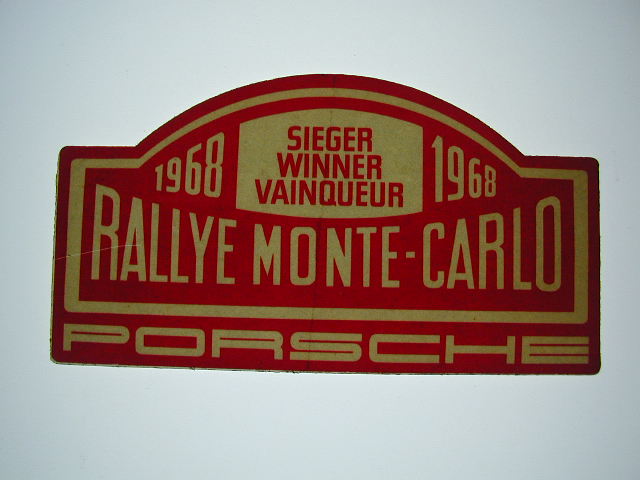 SIEGER
WINNER
VAINQUEUR
1968 1968
RALLYE MONTE-CARLO
PORSCHE